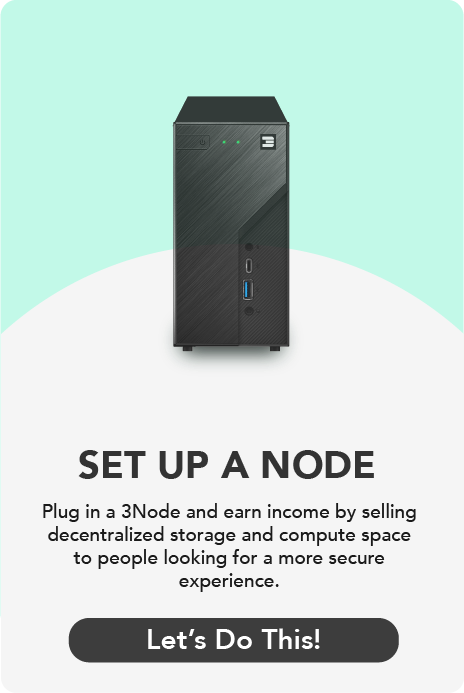 SET UP A NODE
Plug in a 3Node and earn income by selling
decentralized storage and compute space
to people looking for a more secure
experience.
Let's Do This!